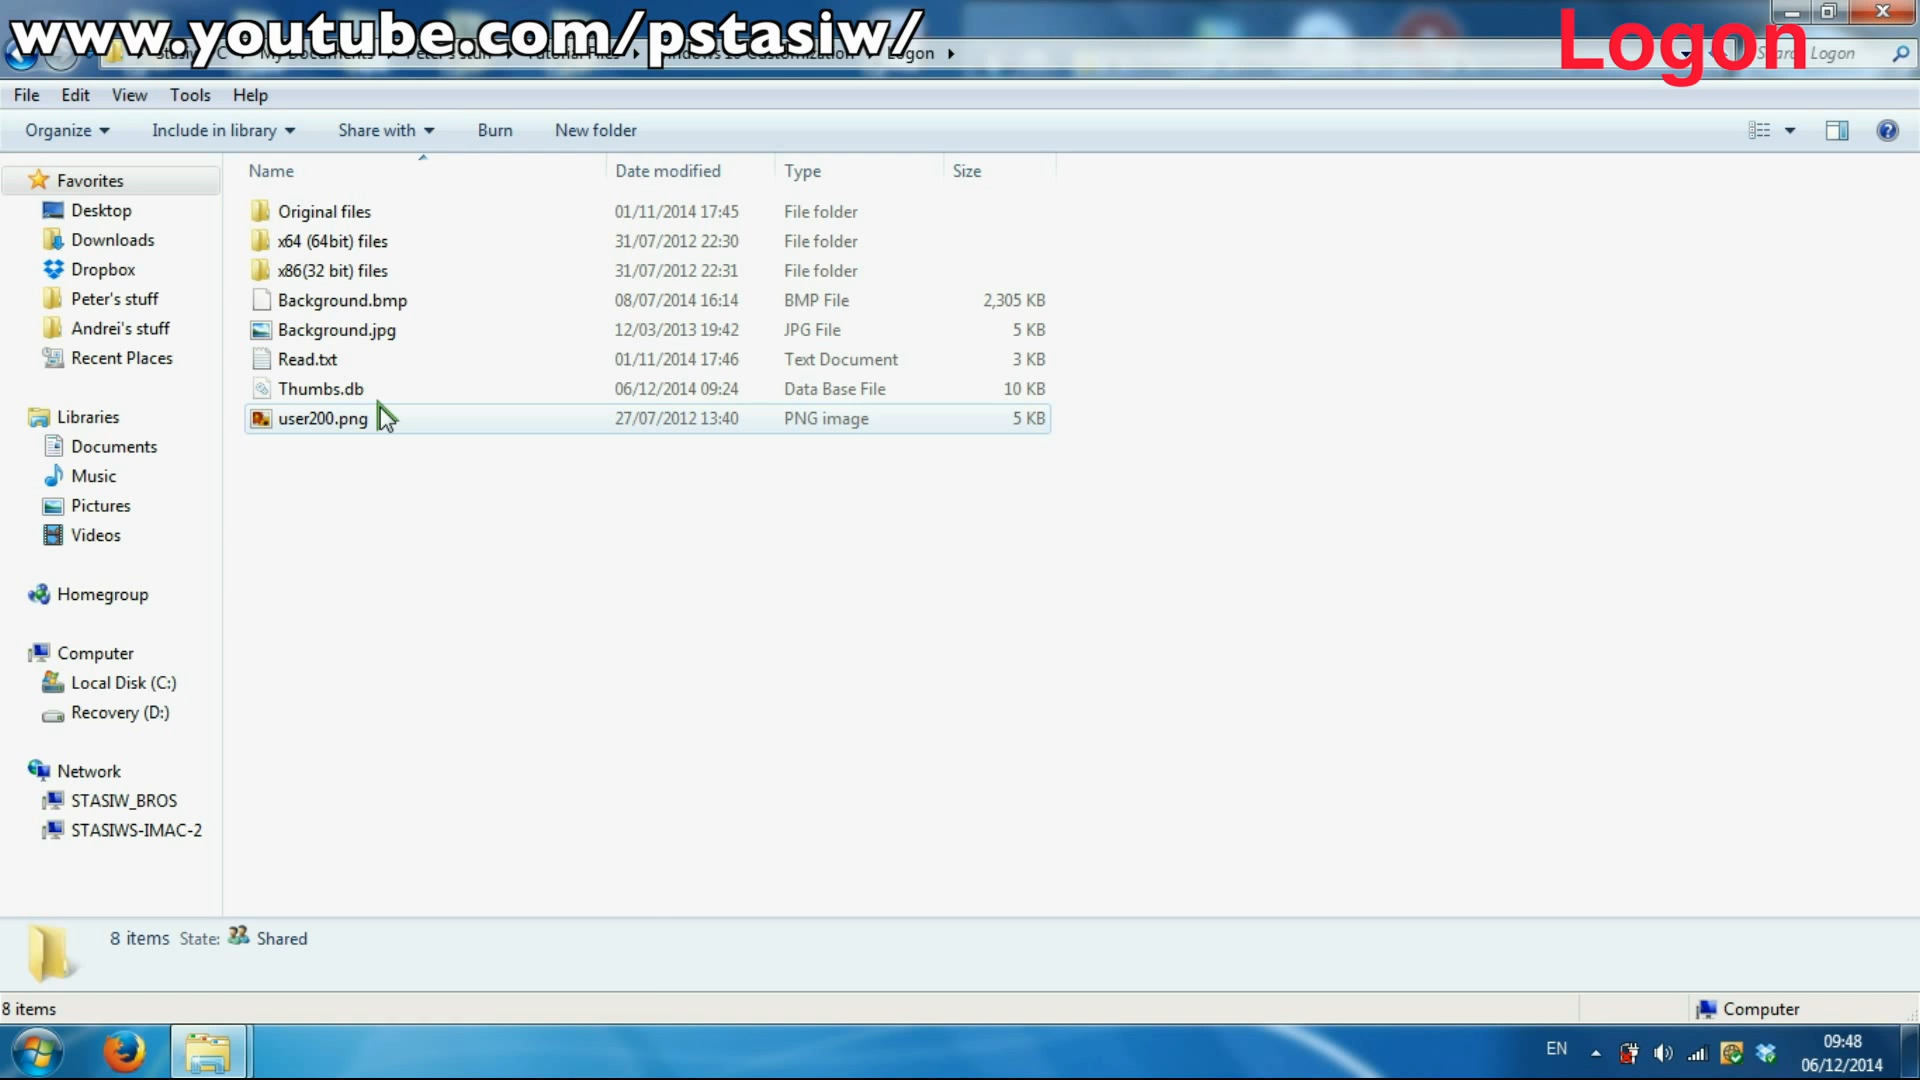 www.youtube.com/pstasiw/
Logon
Logon
Logon
File Edit View Tools Help
Organize Include in library Share with Burn New folder
Name Date modified Type Size
Favorites
Desktop
Downloads
Dropbox
Peter's stuff
Andrei's stuff
Recent Places
Libraries
Documents
Music
Pictures
Videos
Homegroup
Computer
Local Disk (C:)
Recovery (D:)
Network
STASIW_BROS
STASIWS-IMAC-2
Original files 01/11/2014 17:45 File folder
x64 (64bit) files 31/07/2012 22:30 File folder
x86(32 bit) files 31/07/2012 22:31 File folder
Background.bmp 08/07/2014 16:14 BMP File 2,305 KB
Background.jpg 12/03/2013 19:42 JPG File 5 KB
Read.txt 01/11/2014 17:46 Text Document 3 KB
Thumbs.db 06/12/2014 09:24 Data Base File 10 KB
user200.png 27/07/2012 13:40 PNG image 5 KB
8 items State: Shared
8 items
Computer
EN
09:48
06/12/2014